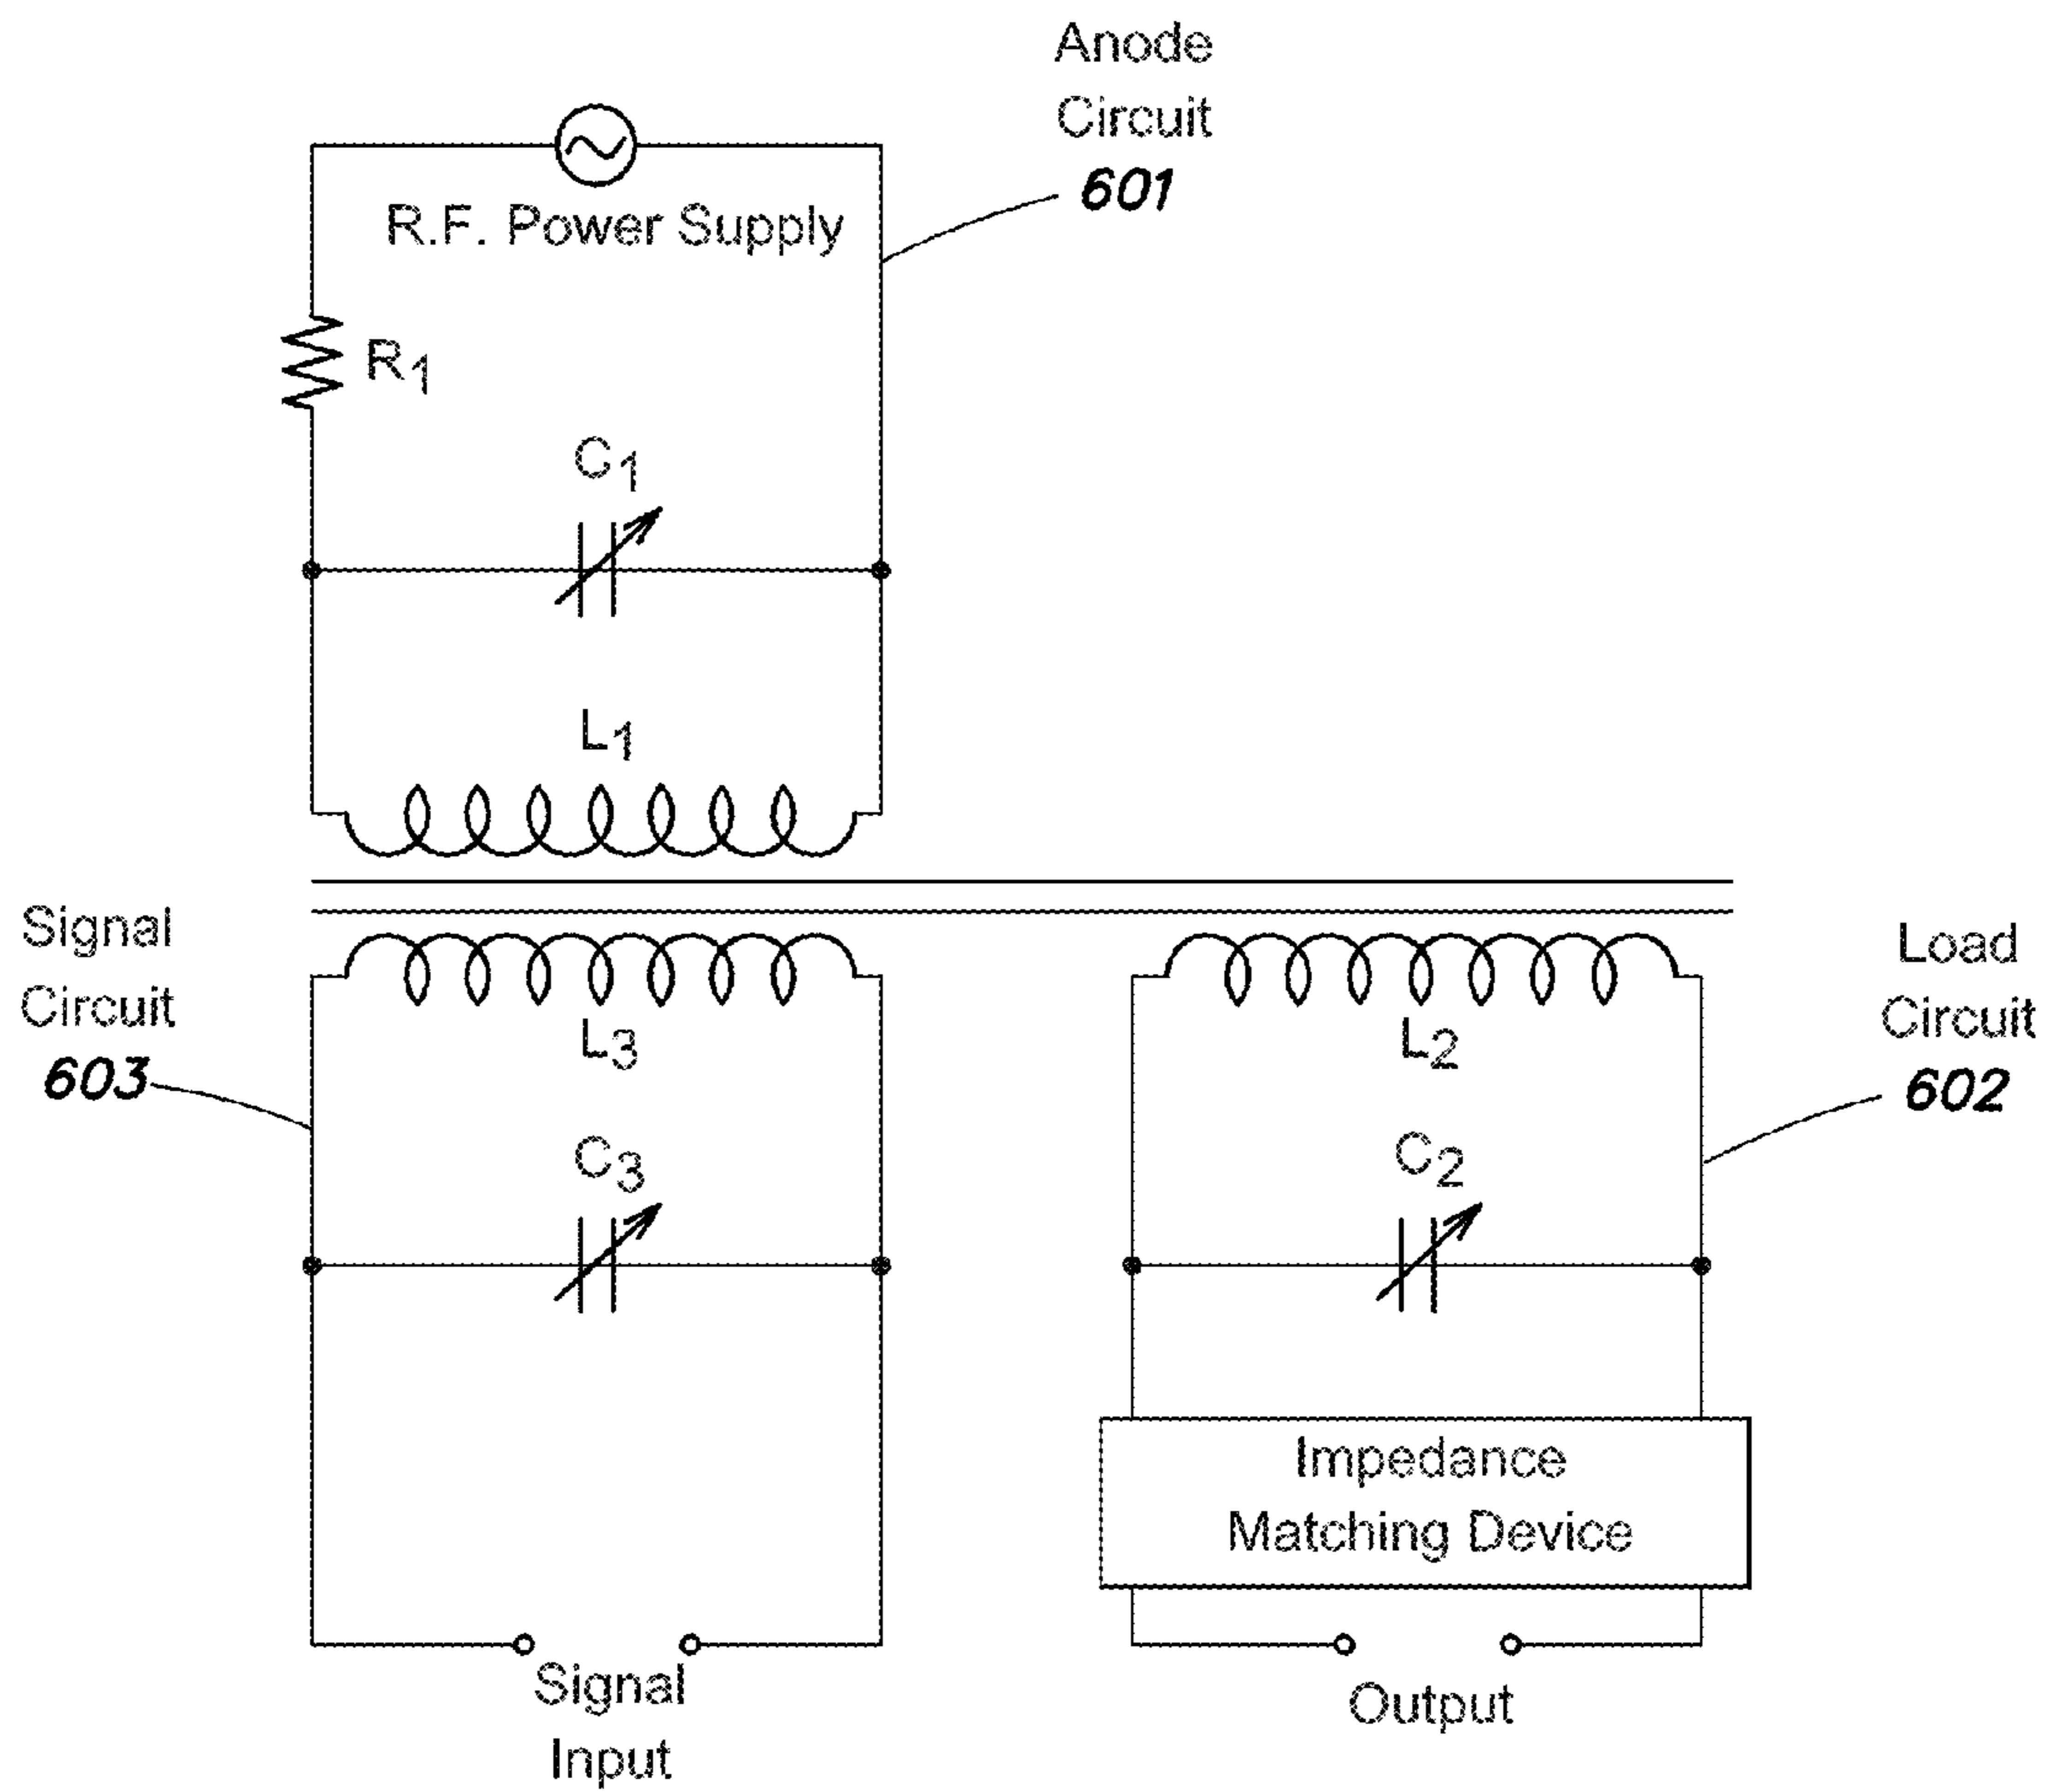 Anode
Circuit
601
R.F. Power Supply
R1
C1
L1
Signal
Circuit
603
L3
C3
Signal
Input
Load
Circuit
602
L2
C2
Impedance
Matching Device
Output